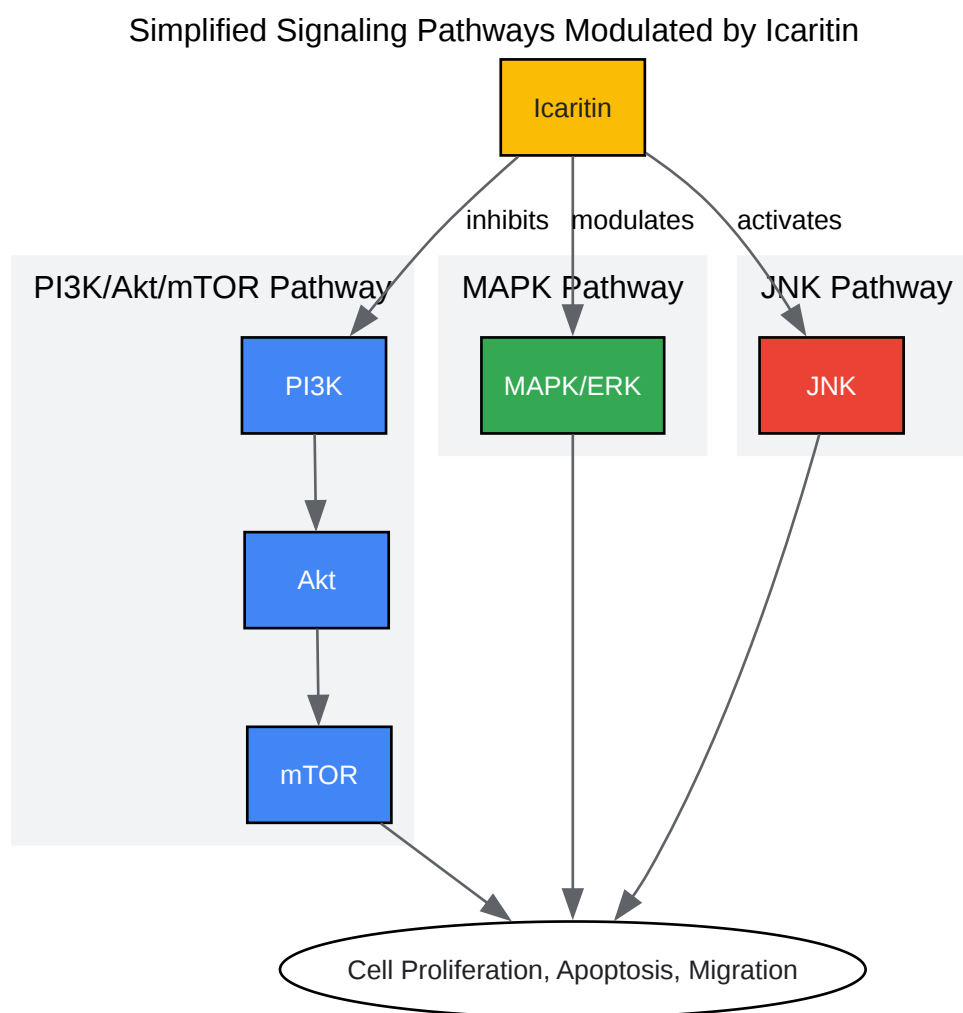 Simplified Signaling Pathways Modulated by Icaritin
Icaritin
inhibits
modulates
activates
PI3K/Akt/mTOR Pathway
MAPK Pathway
JNK Pathway
PI3K
MAPK/ERK
JNK
Akt
mTOR
Cell Proliferation, Apoptosis, Migration